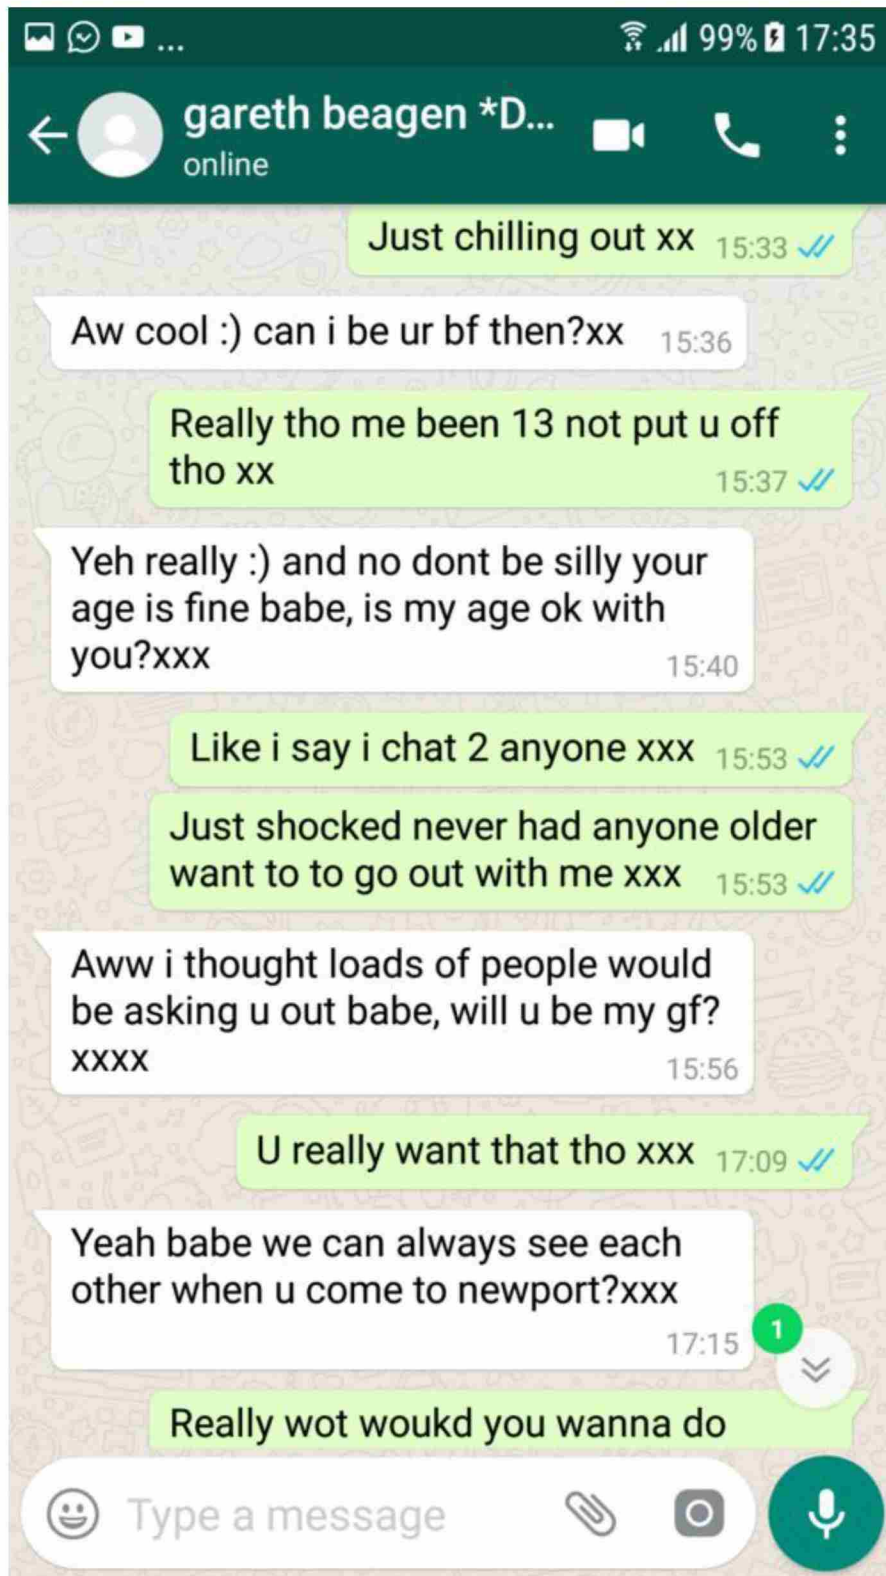 ... 99% 17:35
gareth beagen *D...
online
Just chilling out xx 15:33
Aw cool :) can i be ur bf then?xx 15:36
Really tho me been 13 not put u off
tho xx 15:37
Yeh really :) and no dont be silly your
age is fine babe, is my age ok with
you?xxx 15:40
Like i say i chat 2 anyone xxx 15:53
Just shocked never had anyone older
want to to go out with me xxx 15:53
Aww i thought loads of people would
be asking u out babe, will u be my gf?
xxxx 15:56
U really want that tho xxx 17:09
Yeah babe we can always see each
other when u come to newport?xxx
17:15
1
Really wot woukd you wanna do
Type a message